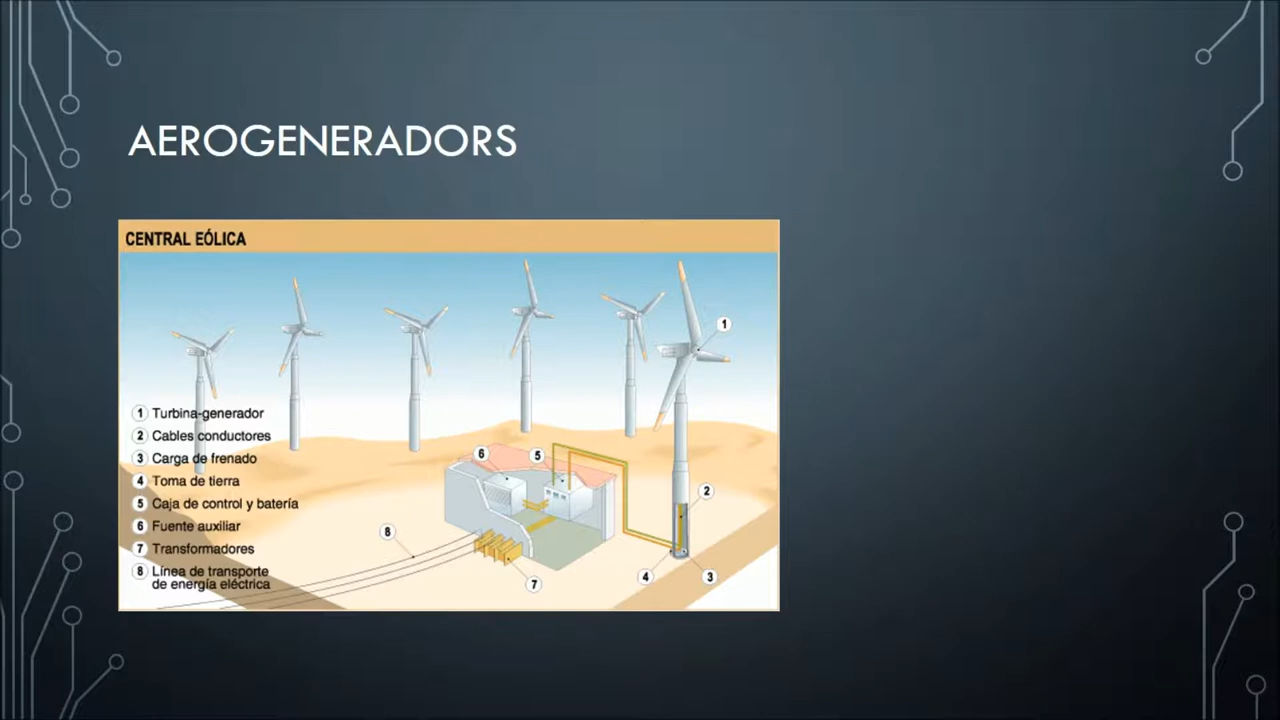 AEROGENERADORS
CENTRAL EÓLICA
1
6
5
2
8
4
3
7
1 Turbina-generador
2 Cables conductores
3 Carga de frenado
4 Toma de tierra
5 Caja de control y batería
6 Fuente auxiliar
7 Transformadores
8 Línea de transporte
de energía eléctrica